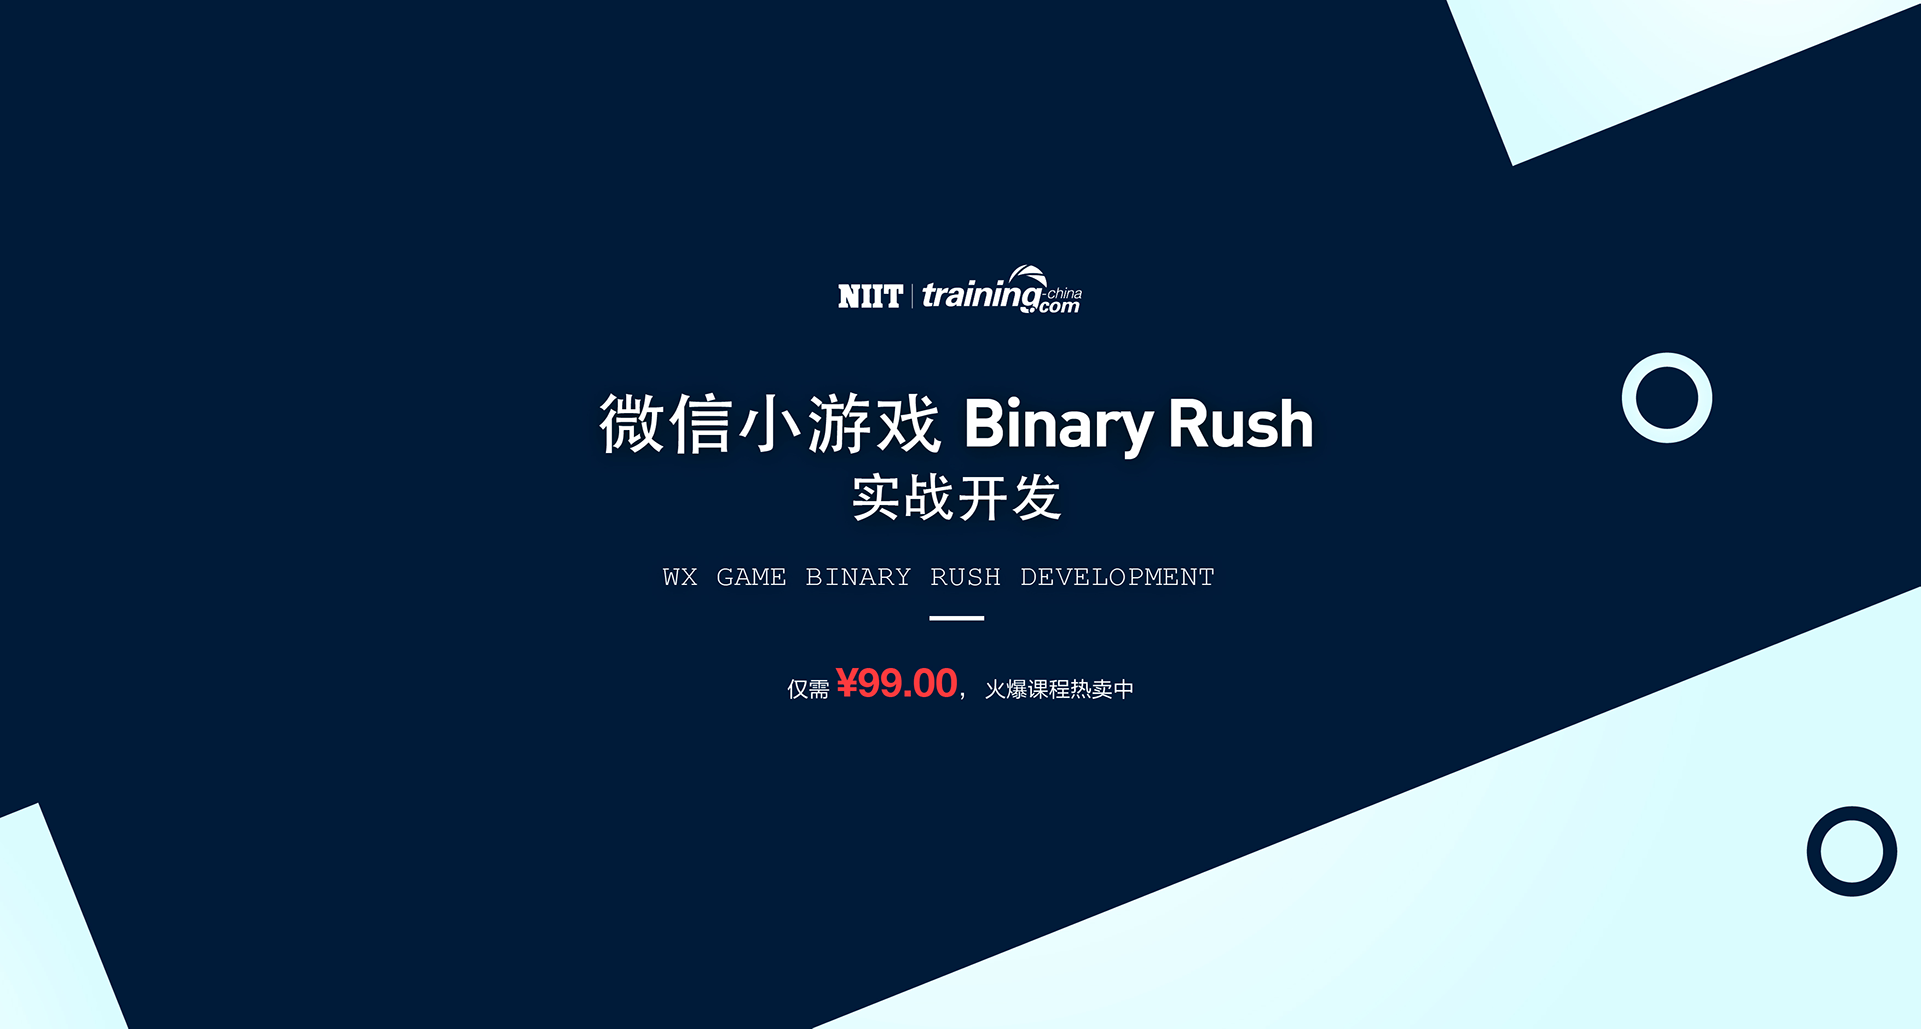 NIIT | training-china.com
微信小游戏 Binary Rush
实战开发
WX GAME BINARY RUSH DEVELOPMENT
仅需 ¥99.00， 火爆课程热卖中